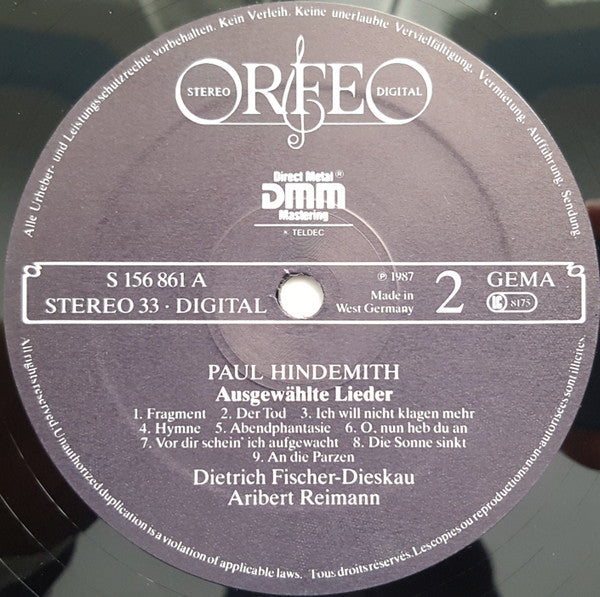 Alle Urheber- und Leistungsschutzrechte vorbehalten. Kein Verleih. Keine unerlaubte Vervielfältigung, Vermietung, Aufführung, Sendung.
STEREO ORFEO DIGITAL
Direct Metal ®
DMM
Mastering
* TELDEC
S 156 861 A
STEREO 33 · DIGITAL
℗ 1987
Made in
West Germany
2
GEMA
K 8175
PAUL HINDEMITH
Ausgewählte Lieder
1. Fragment 2. Der Tod 3. Ich will nicht klagen mehr
4. Hymne 5. Abendphantasie 6. O, nun heb du an
7. Vor dir schein' ich aufgewacht 8. Die Sonne sinkt
9. An die Parzen
Dietrich Fischer-Dieskau
Aribert Reimann
All rights reserved Unauthorized duplication is a violation of applicable laws. Tous droits réservés. Les copies ou reproductions non-autorisées sont illicites.